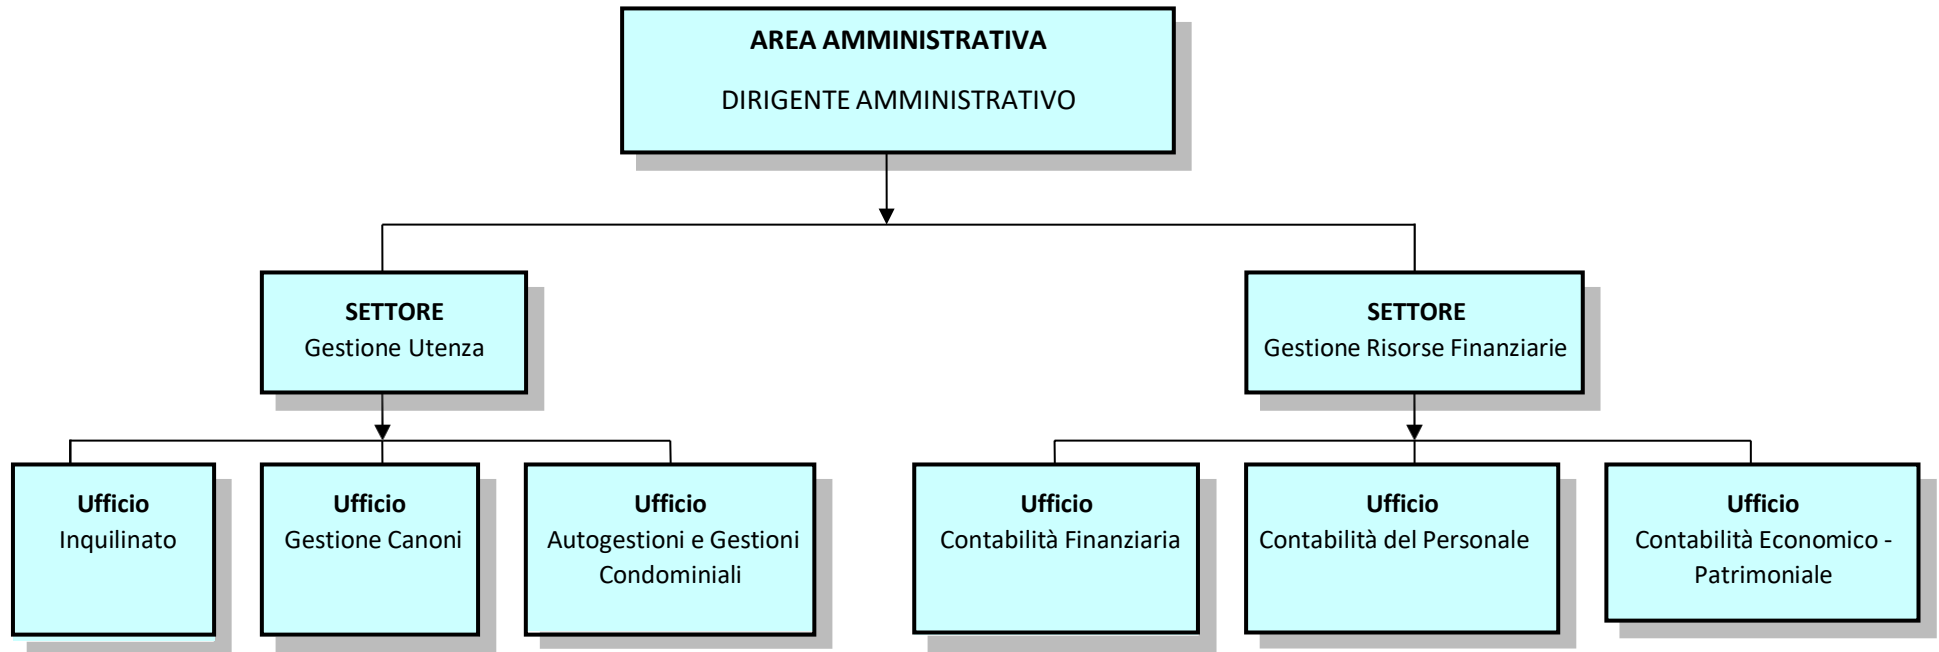 AREA AMMINISTRATIVA
DIRIGENTE AMMINISTRATIVO
SETTORE
Gestione Utenza
SETTORE
Gestione Risorse Finanziarie
Ufficio
Inquilinato
Ufficio
Gestione Canoni
Ufficio
Autogestioni e Gestioni
Condominiali
Ufficio
Contabilità Finanziaria
Ufficio
Contabilità del Personale
Ufficio
Contabilità Economico -
Patrimoniale